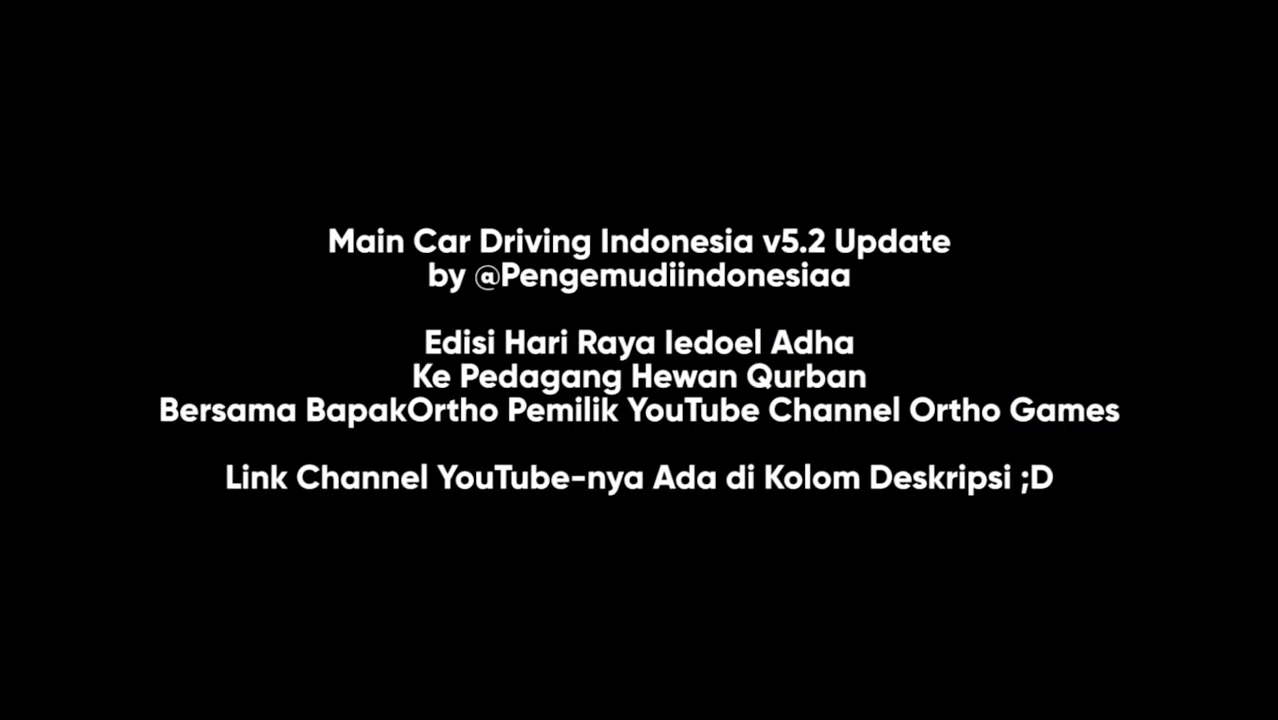 Main Car Driving Indonesia v5.2 Update
by @Pengemudiindonesiaa
Edisi Hari Raya Iedoel Adha
Ke Pedagang Hewan Qurban
Bersama BapakOrtho Pemilik YouTube Channel Ortho Games
Link Channel YouTube-nya Ada di Kolom Deskripsi ;D